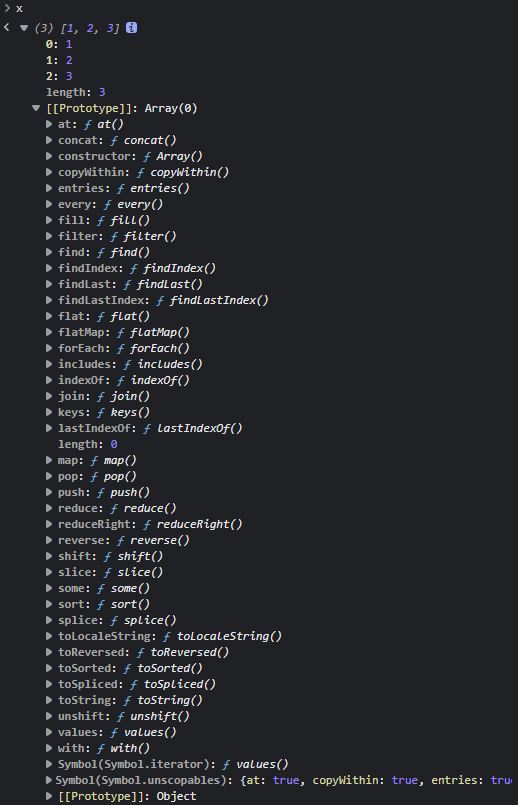 > x
< ▼ (3) [1, 2, 3] i
0: 1
1: 2
2: 3
length: 3
▼ [[Prototype]]: Array(0)
▶ at: ƒ at()
▶ concat: ƒ concat()
▶ constructor: ƒ Array()
▶ copyWithin: ƒ copyWithin()
▶ entries: ƒ entries()
▶ every: ƒ every()
▶ fill: ƒ fill()
▶ filter: ƒ filter()
▶ find: ƒ find()
▶ findIndex: ƒ findIndex()
▶ findLast: ƒ findLast()
▶ findLastIndex: ƒ findLastIndex()
▶ flat: ƒ flat()
▶ flatMap: ƒ flatMap()
▶ forEach: ƒ forEach()
▶ includes: ƒ includes()
▶ indexOf: ƒ indexOf()
▶ join: ƒ join()
▶ keys: ƒ keys()
▶ lastIndexOf: ƒ lastIndexOf()
length: 0
▶ map: ƒ map()
▶ pop: ƒ pop()
▶ push: ƒ push()
▶ reduce: ƒ reduce()
▶ reduceRight: ƒ reduceRight()
▶ reverse: ƒ reverse()
▶ shift: ƒ shift()
▶ slice: ƒ slice()
▶ some: ƒ some()
▶ sort: ƒ sort()
▶ splice: ƒ splice()
▶ toLocaleString: ƒ toLocaleString()
▶ toReversed: ƒ toReversed()
▶ toSorted: ƒ toSorted()
▶ toSpliced: ƒ toSpliced()
▶ toString: ƒ toString()
▶ unshift: ƒ unshift()
▶ values: ƒ values()
▶ with: ƒ with()
▶ Symbol(Symbol.iterator): ƒ values()
▶ Symbol(Symbol.unscopables): {at: true, copyWithin: true, entries: tru
▶ [[Prototype]]: Object